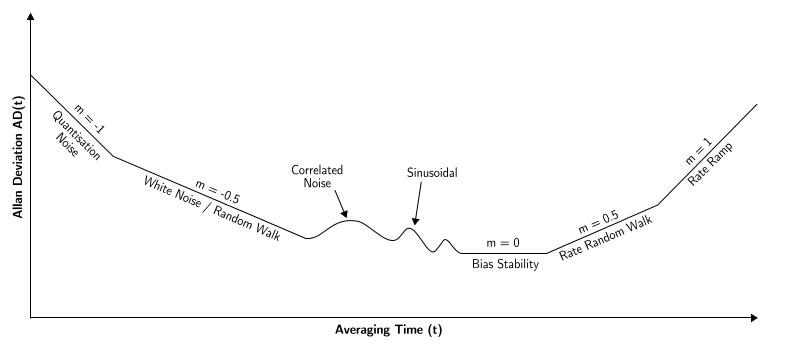 Allan Deviation AD(t)
m = -1
Quantisation
Noise
m = -0.5
White Noise / Random Walk
Correlated
Noise
Sinusoidal
m = 0
Bias Stability
m = 0.5
Rate Random Walk
m = 1
Rate Ramp
Averaging Time (t)